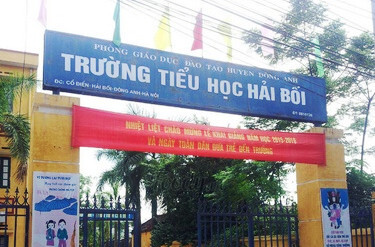 PHÒNG GIÁO DỤC ĐÀO TẠO HUYỆN ĐÔNG ANH
TRƯỜNG TIỂU HỌC HẢI BỐI
ĐC: CỔ ĐIỂN-HẢI BỐI-ĐÔNG ANH-HÀ NỘI
NHIỆT LIỆT CHÀO MỪNG LỄ KHAI GIẢNG NĂM HỌC 2015-2016
VÀ NGÀY TOÀN DÂN ĐƯA TRẺ ĐẾN TRƯỜNG